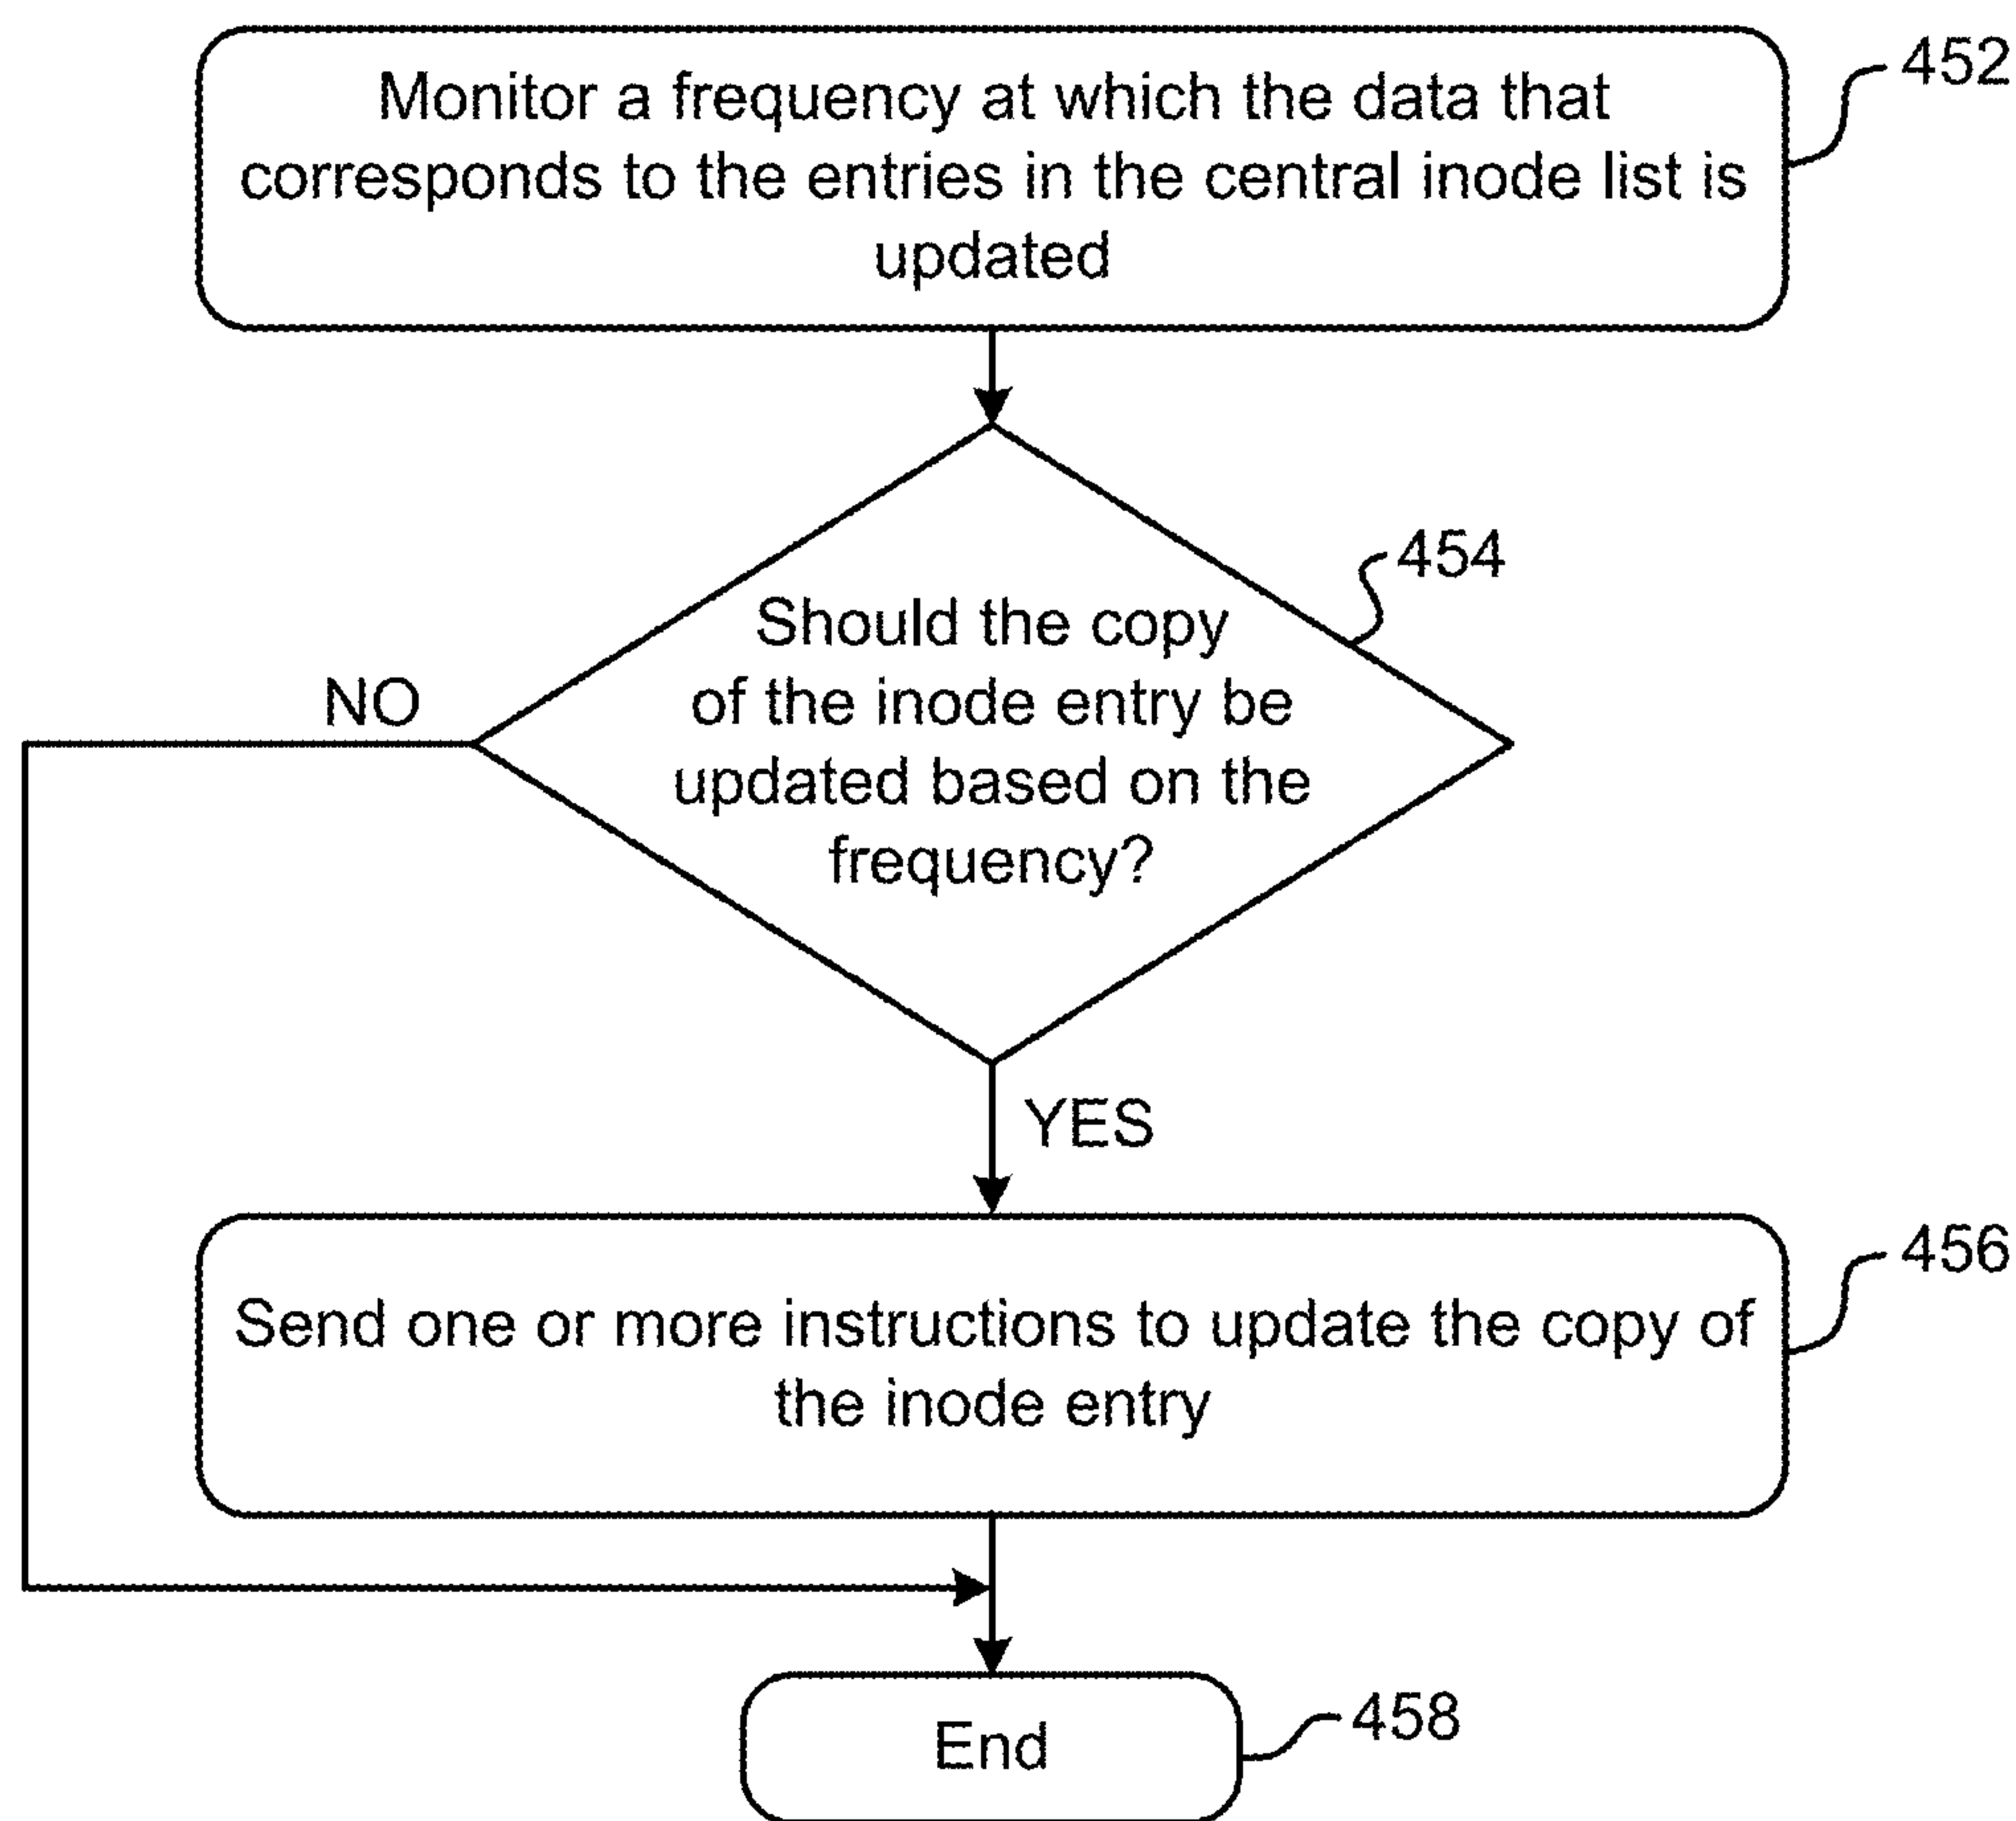 Monitor a frequency at which the data that
corresponds to the entries in the central inode list is
updated
452
Should the copy
of the inode entry be
updated based on the
frequency?
454
NO
YES
Send one or more instructions to update the copy of
the inode entry
456
End
458